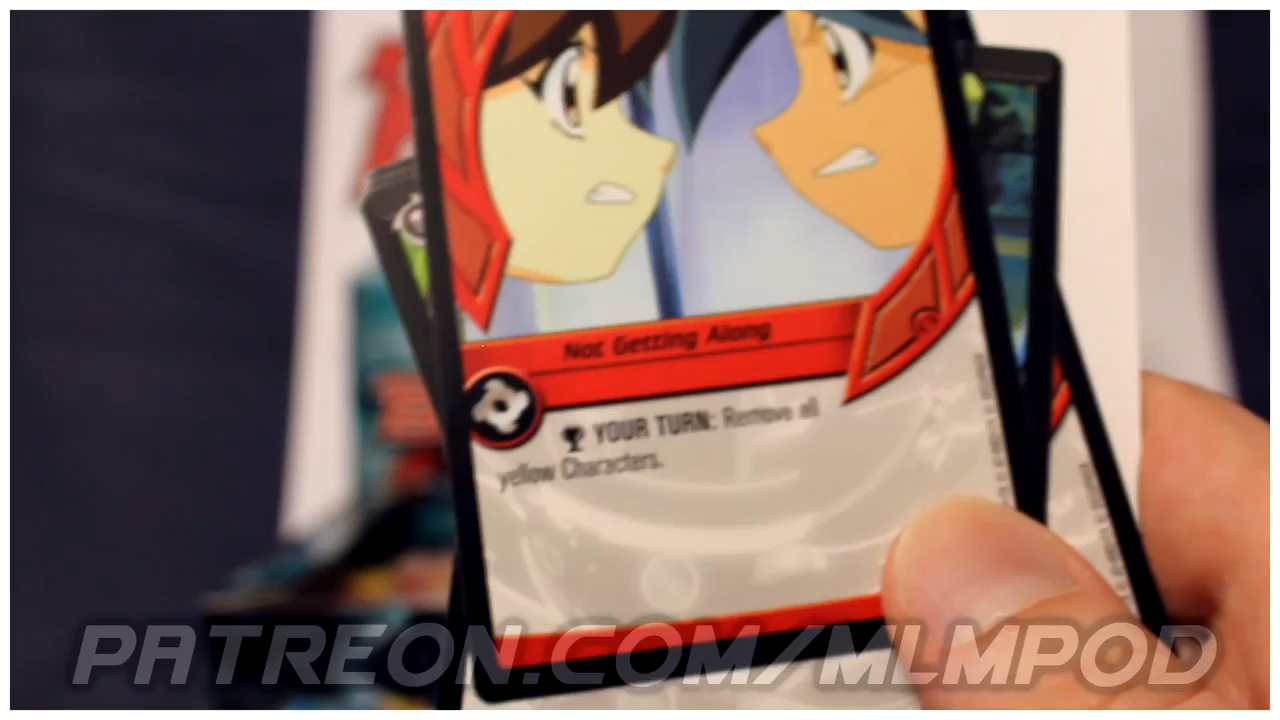 Not Getting Along
YOUR TURN: Remove all
yellow Characters.
PATREON.COM/MLMPOD